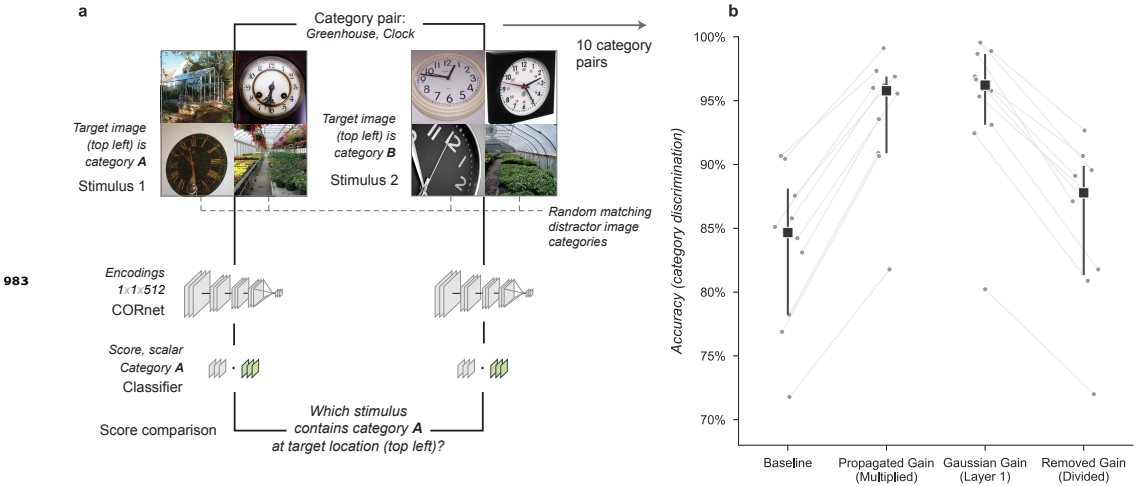 a
Category pair:
Greenhouse, Clock
10 category
pairs
Target image
(top left) is
category A
Stimulus 1
Target image
(top left) is
category B
Stimulus 2
Random matching
distractor image
categories
983
Encodings
1x1x512
CORnet
Score, scalar
Category A
Classifier
Score comparison
Which stimulus
contains category A
at target location (top left)?
b
Accuracy (category discrimination)
100%
95%
90%
85%
80%
75%
70%
Baseline
Propagated Gain
(Multiplied)
Gaussian Gain
(Layer 1)
Removed Gain
(Divided)